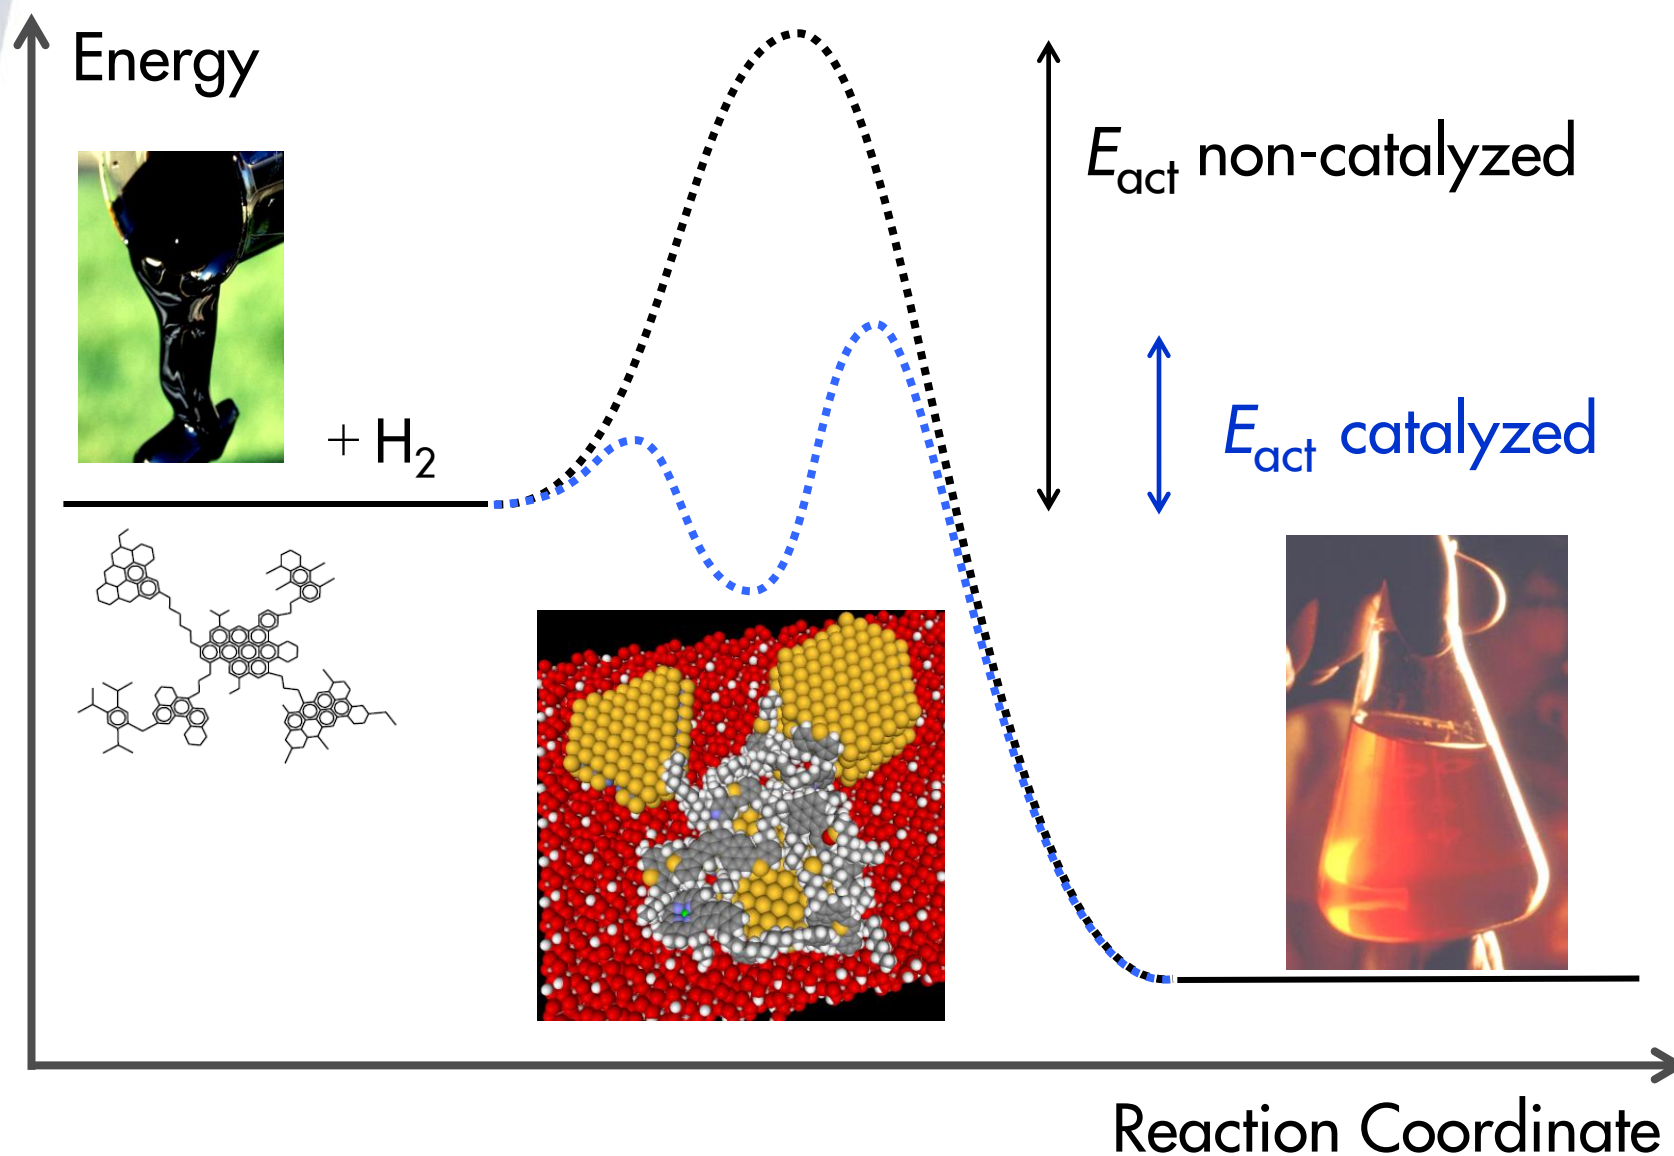 Energy
E_act non-catalyzed
+ H₂
E_act catalyzed
Reaction Coordinate